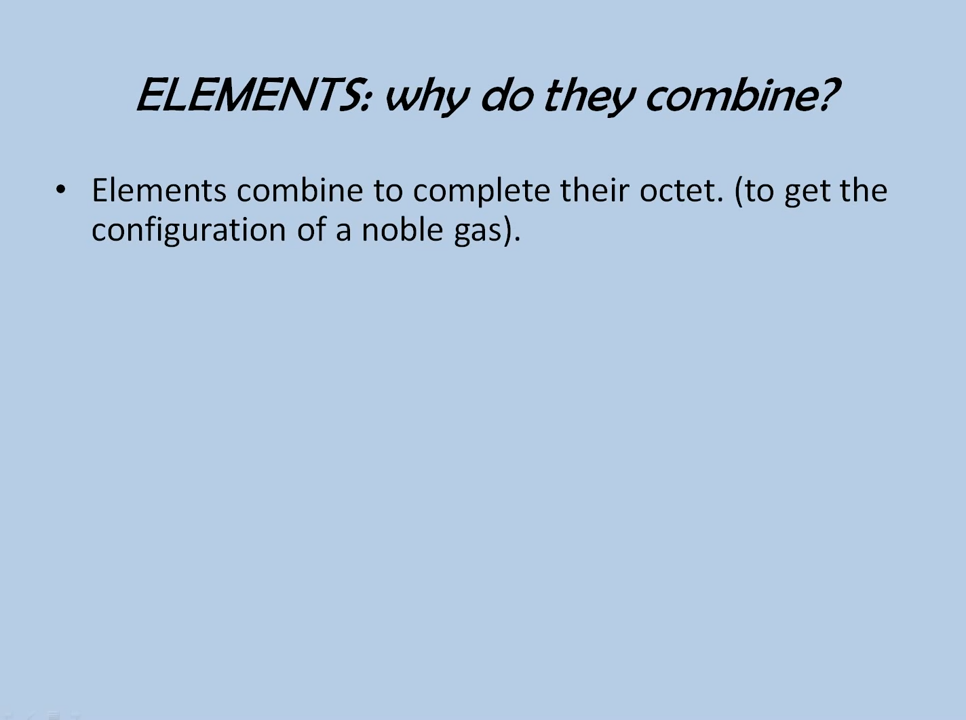 ELEMENTS: why do they combine?
• Elements combine to complete their octet. (to get the
configuration of a noble gas).